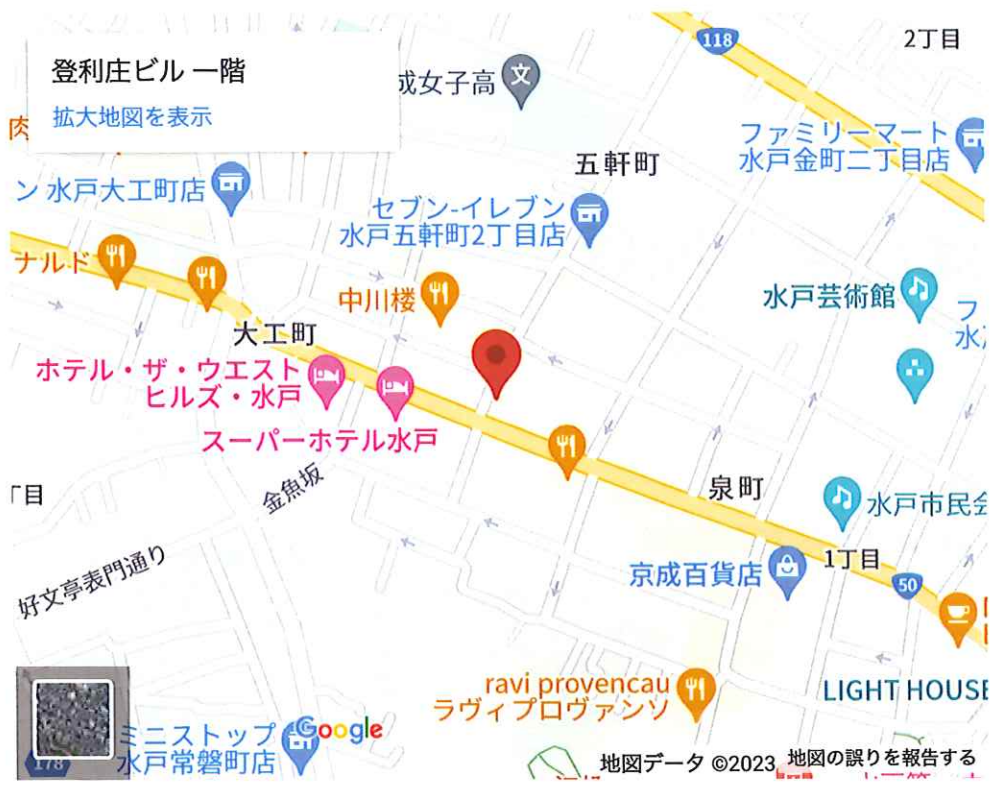 登利庄ビル 一階
拡大地図を表示
成女子高
118
2丁目
肉
ファミリーマート
水戸金町二丁目店
五軒町
ン 水戸大工町店
セブン-イレブン
水戸五軒町2丁目店
ナルド
中川楼
水戸芸術館
フ
水
大工町
ホテル・ザ・ウエスト
ヒルズ・水戸
スーパーホテル水戸
金魚坂
丁目
泉町
水戸市民会
京成百貨店
1丁目
50
好文亭表門通り
ravi provencau
ラヴィプロヴァンソ
LIGHT HOUSE
ミニストップ
水戸常磐町店
Google
178
地図データ ©2023
地図の誤りを報告する